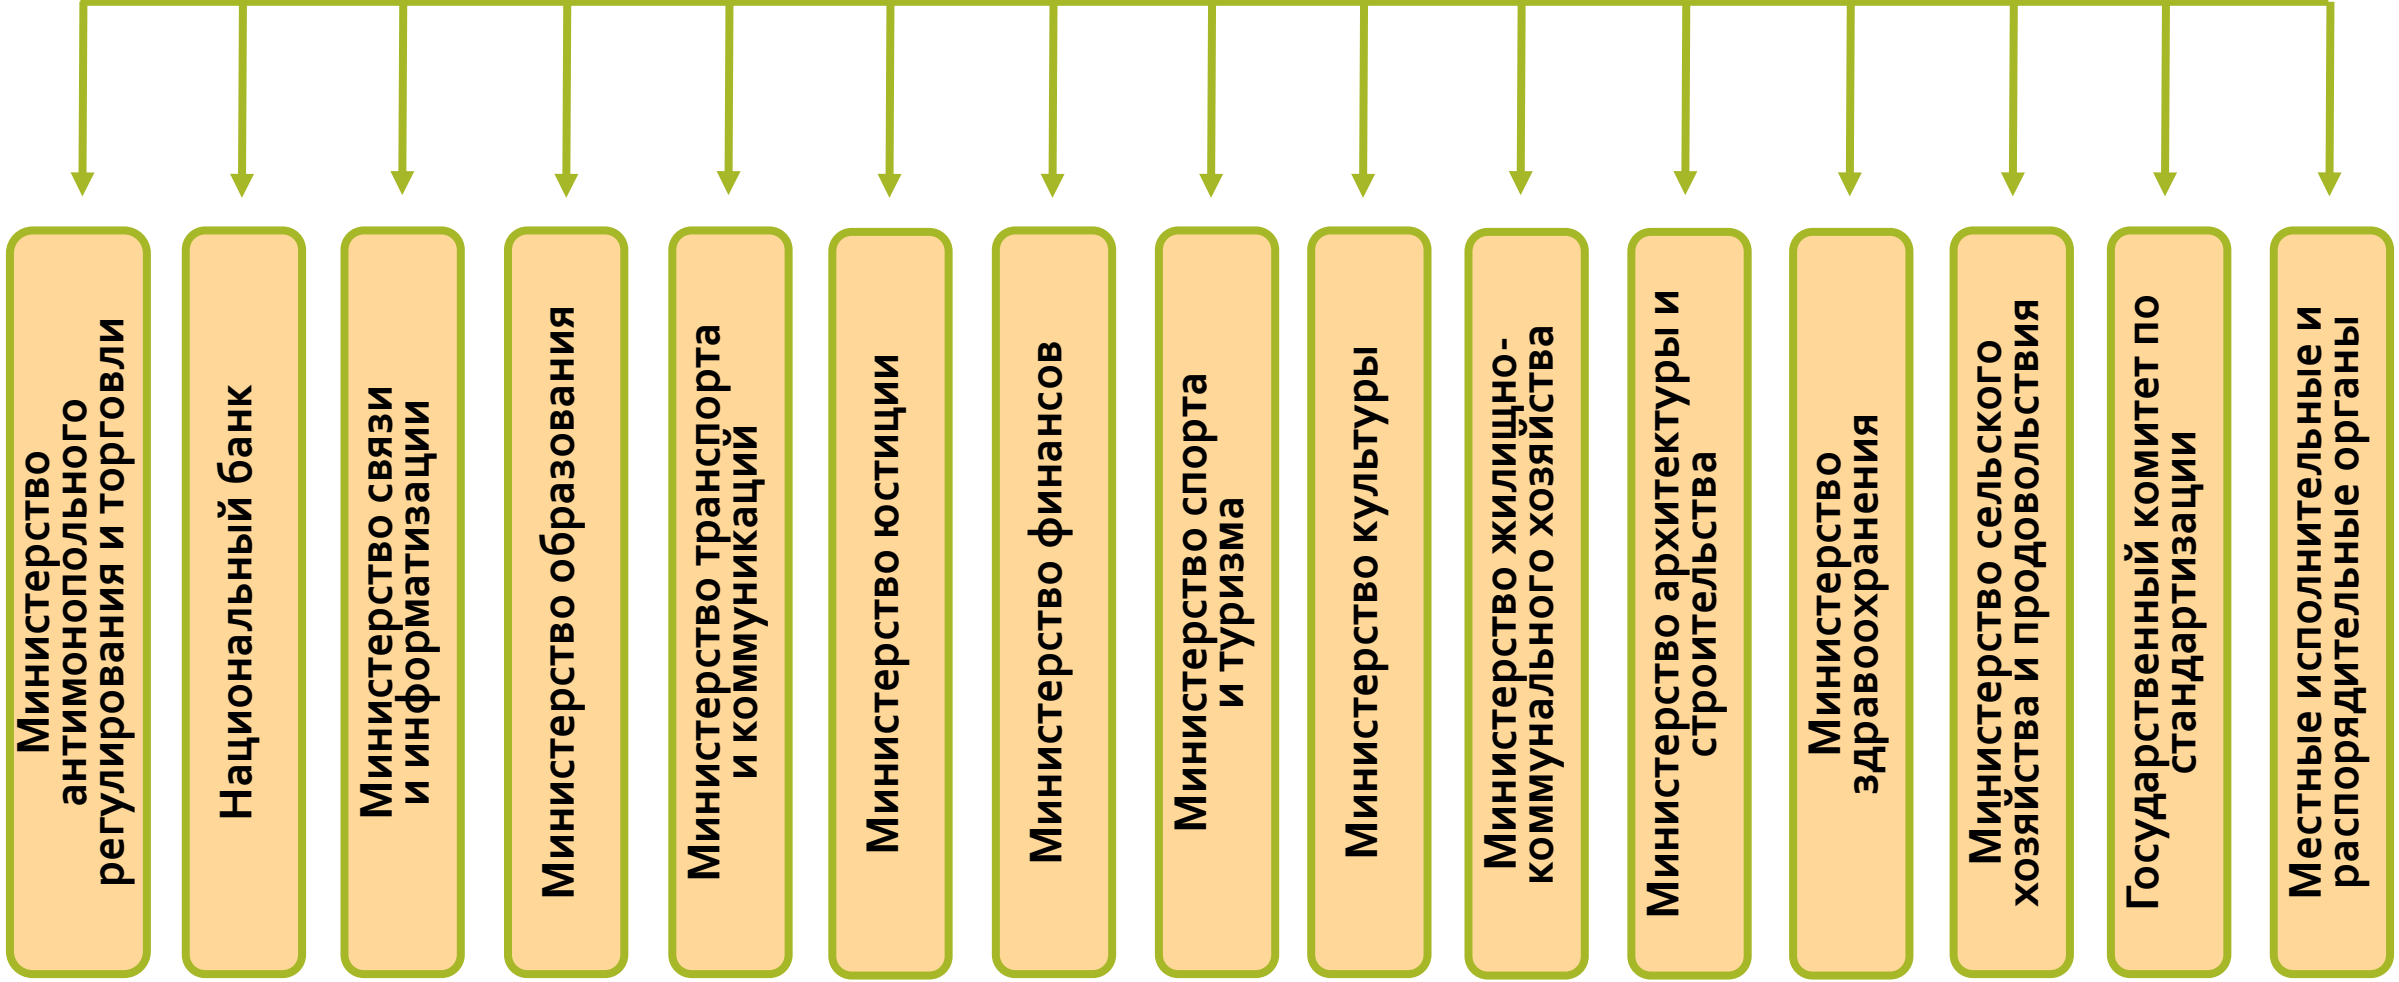 Министерство
антимонопольного
регулирования и торговли
Национальный банк
Министерство связи
и информатизации
Министерство образования
Министерство транспорта
и коммуникаций
Министерство юстиции
Министерство финансов
Министерство спорта
и туризма
Министерство культуры
Министерство жилищно-
коммунального хозяйства
Министерство архитектуры и
строительства
Министерство
здравоохранения
Министерство сельского
хозяйства и продовольствия
Государственный комитет по
стандартизации
Местные исполнительные и
распорядительные органы